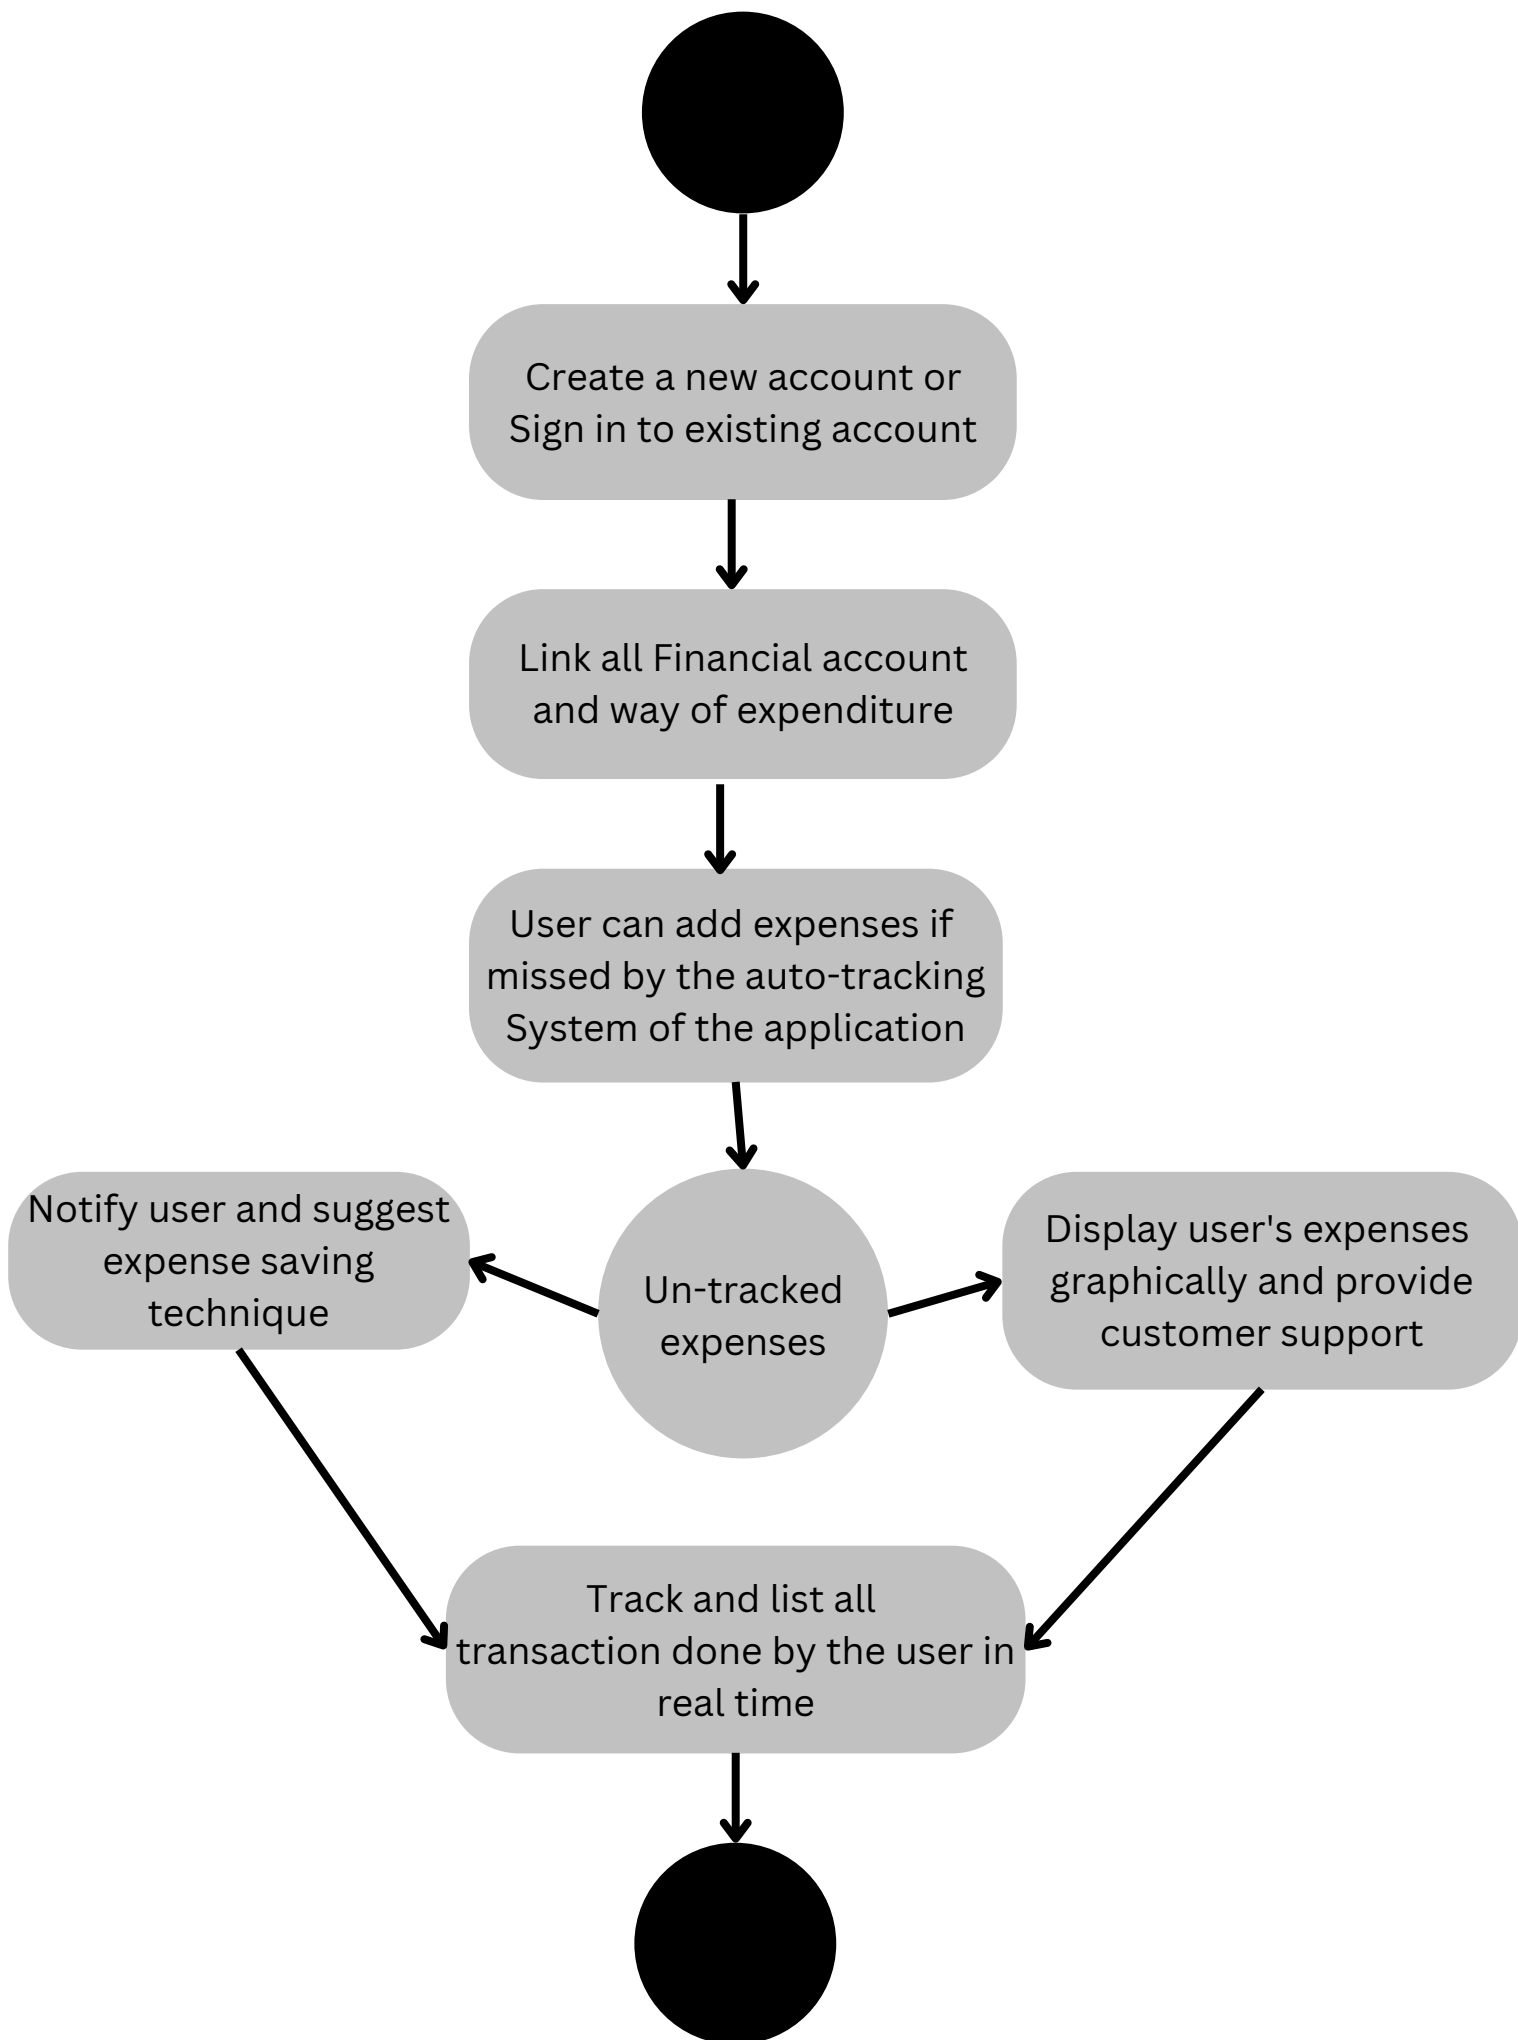 Create a new account or
Sign in to existing account
Link all Financial account
and way of expenditure
User can add expenses if
missed by the auto-tracking
System of the application
Notify user and suggest
expense saving
technique
Un-tracked
expenses
Display user's expenses
graphically and provide
customer support
Track and list all
transaction done by the user in
real time